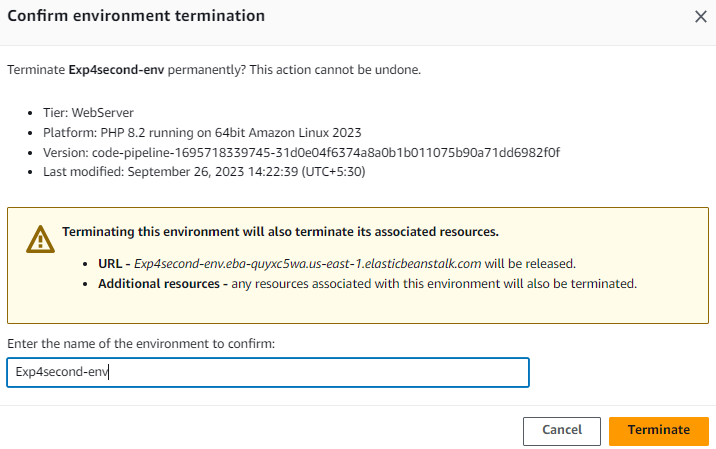 Confirm environment termination
Terminate Exp4second-env permanently? This action cannot be undone.
• Tier: WebServer
• Platform: PHP 8.2 running on 64bit Amazon Linux 2023
• Version: code-pipeline-1695718339745-31d0e04f6374a8a0b1b011075b90a71dd6982f0f
• Last modified: September 26, 2023 14:22:39 (UTC+5:30)
Terminating this environment will also terminate its associated resources.
• URL - Exp4second-env.eba-quyxc5wa.us-east-1.elasticbeanstalk.com will be released.
• Additional resources - any resources associated with this environment will also be terminated.
Enter the name of the environment to confirm:
Exp4second-env
Cancel Terminate